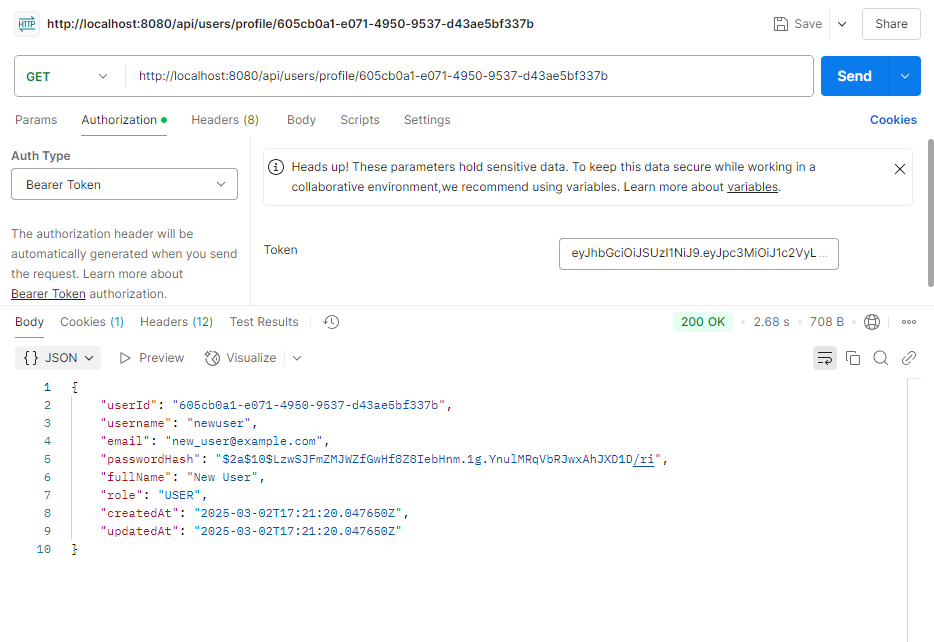 HTTP http://localhost:8080/api/users/profile/605cb0a1-e071-4950-9537-d43ae5bf337b Save Share
GET http://localhost:8080/api/users/profile/605cb0a1-e071-4950-9537-d43ae5bf337b Send
Params Authorization Headers (8) Body Scripts Settings Cookies
Auth Type
Bearer Token
The authorization header will be
automatically generated when you send
the request. Learn more about
Bearer Token authorization.
Heads up! These parameters hold sensitive data. To keep this data secure while working in a
collaborative environment,we recommend using variables. Learn more about variables.
Token eyJhbGciOiJSUzI1NiJ9.eyJpc3MiOiJ1c2VyL...
Body Cookies (1) Headers (12) Test Results 200 OK 2.68 s 708 B
{} JSON Preview Visualize
1 {
2 "userId": "605cb0a1-e071-4950-9537-d43ae5bf337b",
3 "username": "newuser",
4 "email": "new_user@example.com",
5 "passwordHash": "$2a$10$LzwSJFmZMJWZfGwHf8Z8IebHnm.1g.YnulMRqVbRJwxAhJXD1D/ri",
6 "fullName": "New User",
7 "role": "USER",
8 "createdAt": "2025-03-02T17:21:20.047650Z",
9 "updatedAt": "2025-03-02T17:21:20.047650Z"
10 }